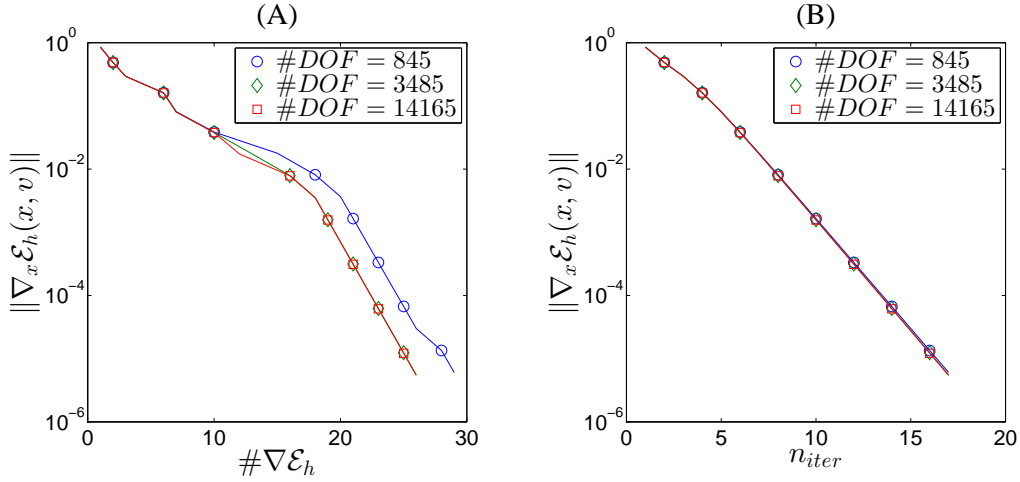 (A)
10^0
10^{-2}
10^{-4}
10^{-6}
‖∇_x ℰ_h(x, v)‖
#DOF = 845
#DOF = 3485
#DOF = 14165
0 10 20 30
#∇ℰ_h
(B)
10^0
10^{-2}
10^{-4}
10^{-6}
‖∇_x ℰ_h(x, v)‖
#DOF = 845
#DOF = 3485
#DOF = 14165
0 5 10 15 20
n_{iter}